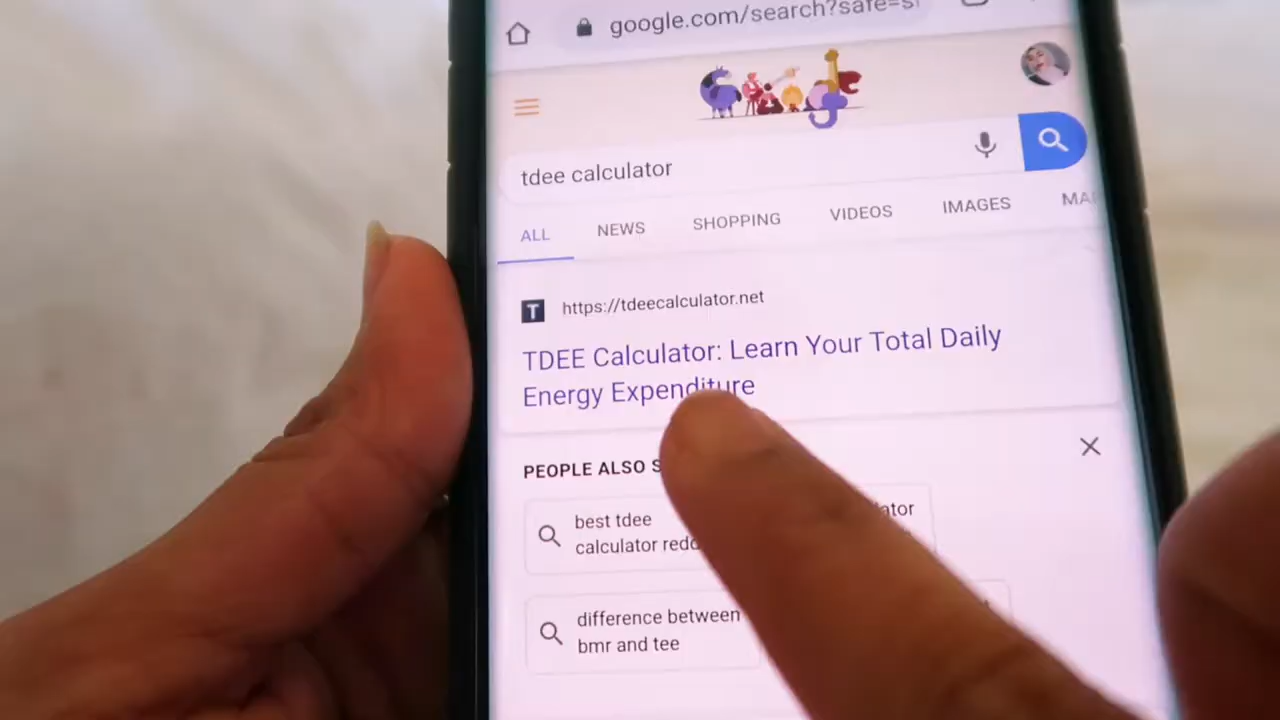 google.com/search?safe=s
tdee calculator
ALL NEWS SHOPPING VIDEOS IMAGES
T https://tdeecalculator.net
TDEE Calculator: Learn Your Total Daily
Energy Expenditure
PEOPLE ALSO
best tdee
calculator
difference between
bmr and tee